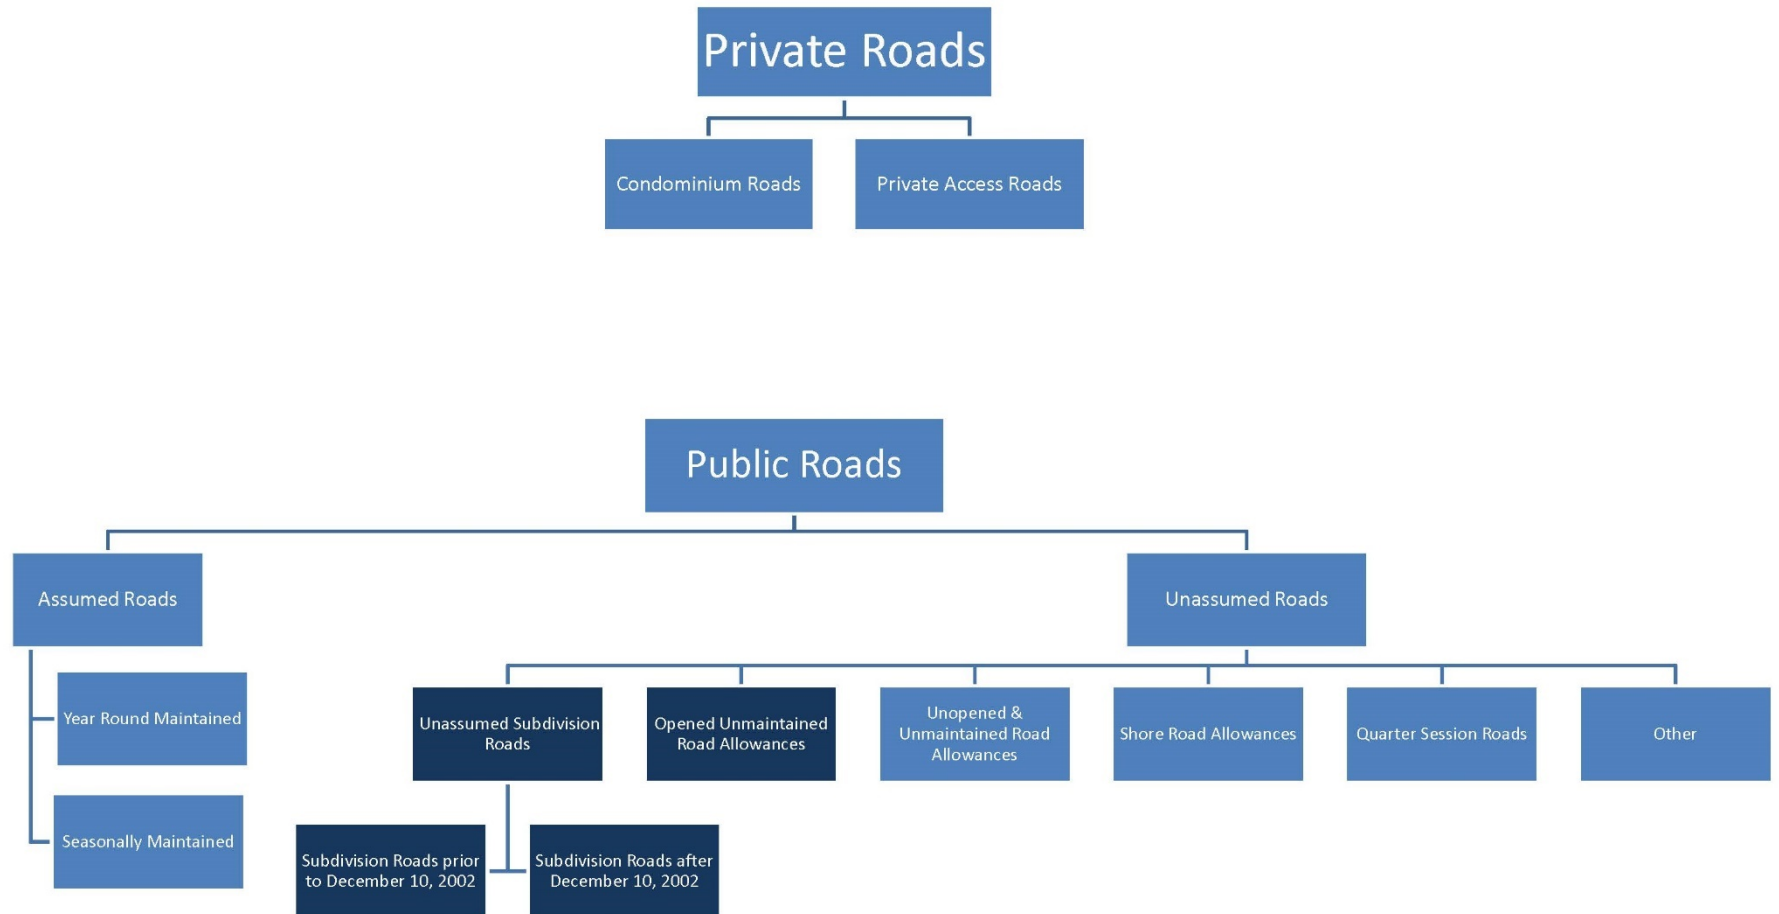 Private Roads
Condominium Roads
Private Access Roads
Public Roads
Assumed Roads
Unassumed Roads
Year Round Maintained
Seasonally Maintained
Unassumed Subdivision
Roads
Opened Unmaintained
Road Allowances
Unopened &
Unmaintained Road
Allowances
Shore Road Allowances
Quarter Session Roads
Other
Subdivision Roads prior
to December 10, 2002
Subdivision Roads after
December 10, 2002